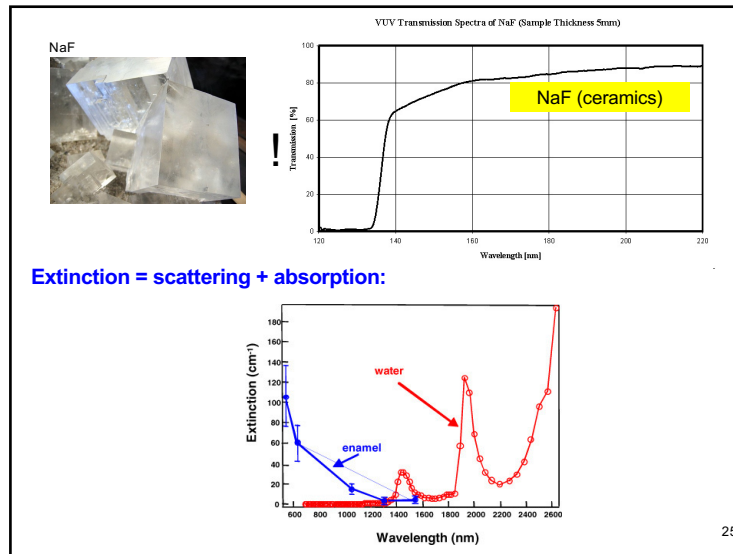 VUV Transmission Spectra of NaF (Sample Thickness 5mm)
NaF
100
80
60
40
20
0
Transmission [%]
NaF (ceramics)
!
120 140 160 180 200 220
Wavelength [nm]
Extinction = scattering + absorption:
180
160
140
120
100
80
60
40
20
0
Extinction (cm-1)
water
enamel
600 800 1000 1200 1400 1600 1800 2000 2200 2400 2600
Wavelength (nm)
25